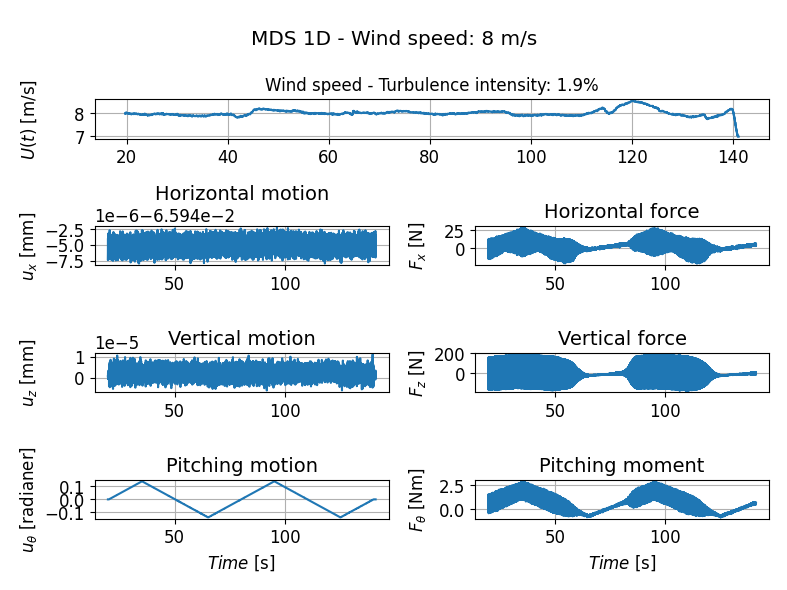 MDS 1D - Wind speed: 8 m/s
Wind speed - Turbulence intensity: 1.9%
U(t) [m/s]
8
7
20 40 60 80 100 120 140
Horizontal motion
1e−6−6.594e−2
u_x [mm]
−2.5
−5.0
−7.5
50 100
Horizontal force
F_x [N]
25
0
50 100
Vertical motion
1e−5
u_z [mm]
1
0
50 100
Vertical force
F_z [N]
200
0
50 100
Pitching motion
u_θ [radianer]
0.1
0.0
−0.1
50 100
Time [s]
Pitching moment
F_θ [Nm]
2.5
0.0
50 100
Time [s]